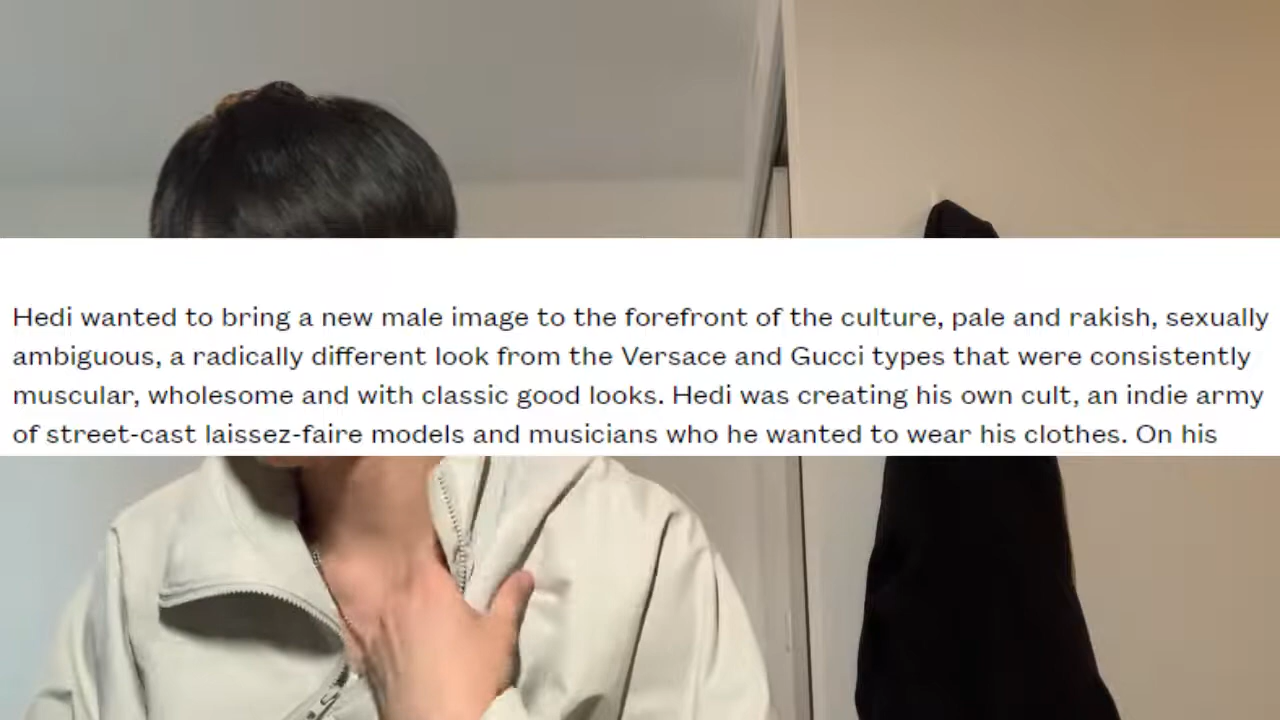 Hedi wanted to bring a new male image to the forefront of the culture, pale and rakish, sexually
ambiguous, a radically different look from the Versace and Gucci types that were consistently
muscular, wholesome and with classic good looks. Hedi was creating his own cult, an indie army
of street-cast laissez-faire models and musicians who he wanted to wear his clothes. On his